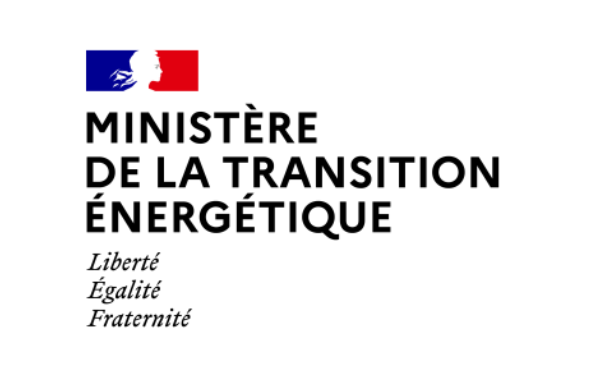 MINISTÈRE
DE LA TRANSITION
ÉNERGÉTIQUE
Liberté
Égalité
Fraternité